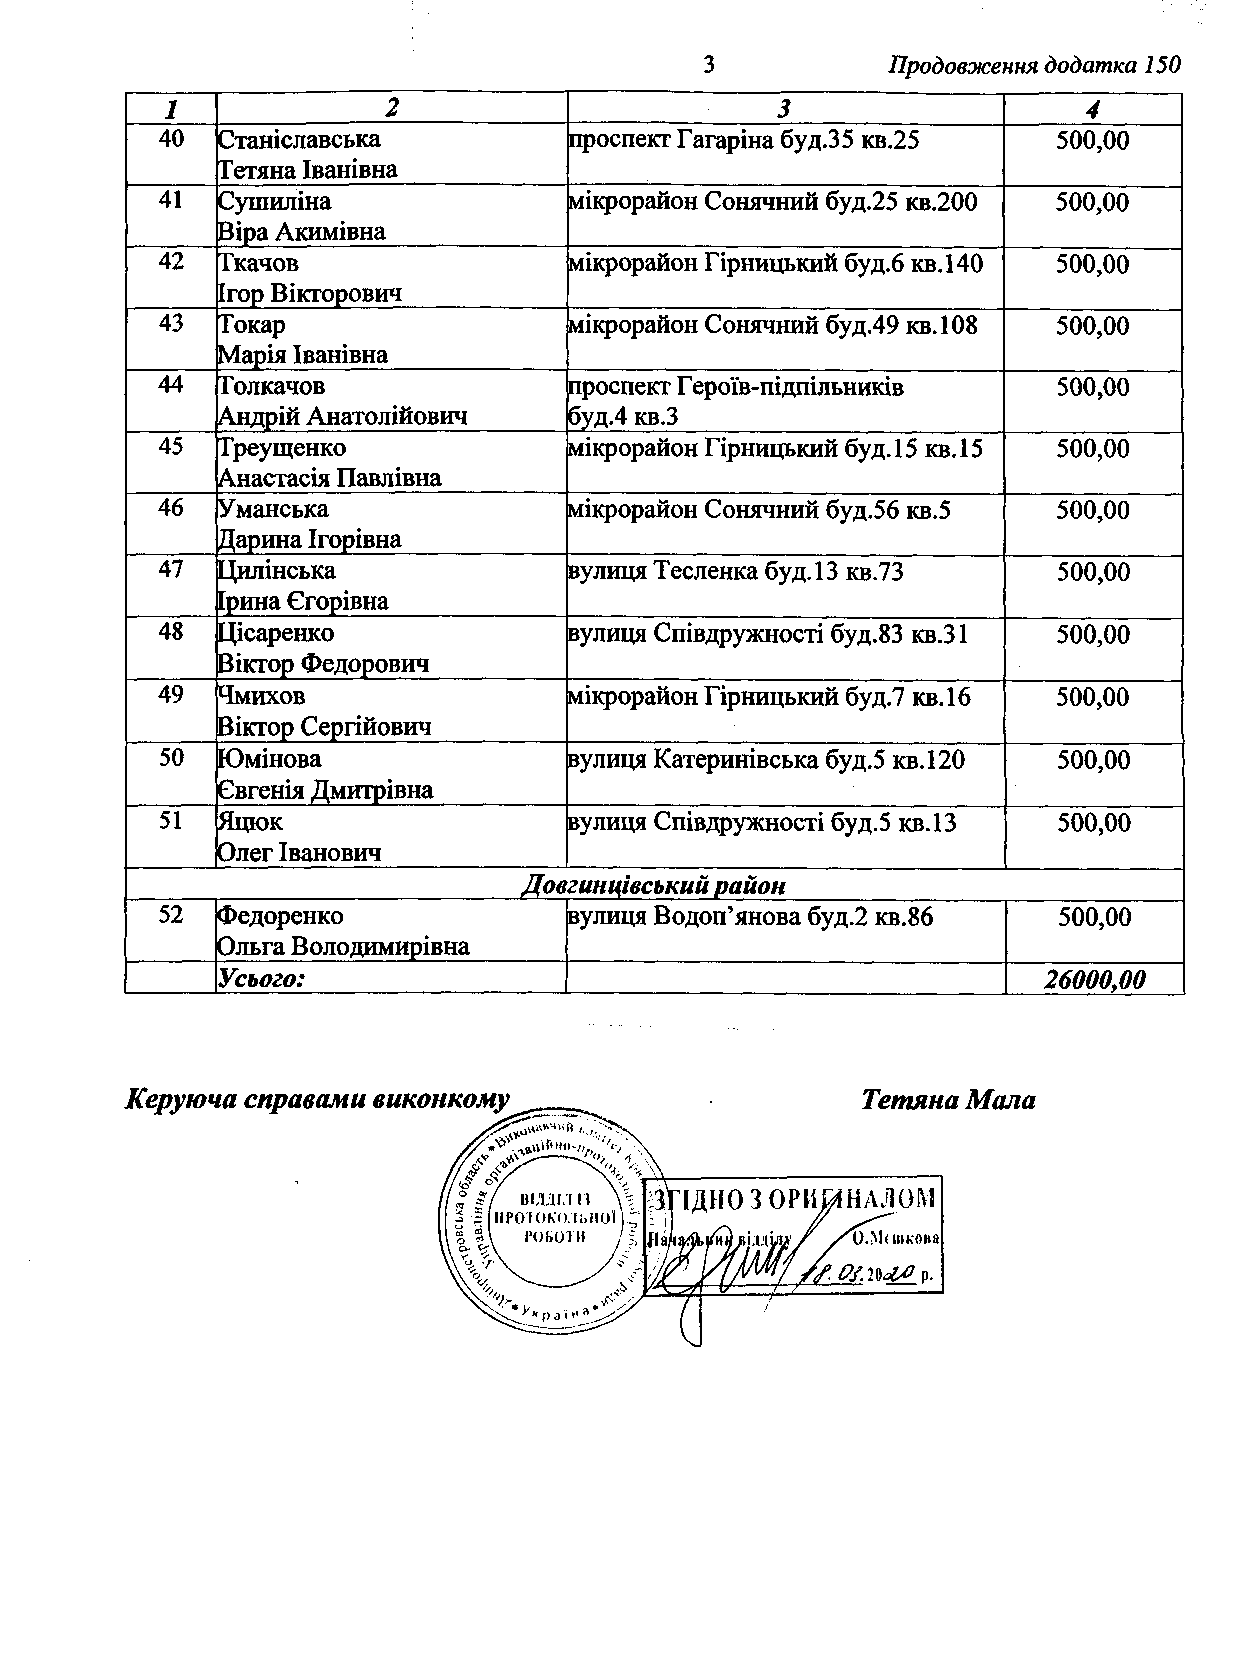 3 Продовження додатка 150
1 2 3 4
40 Станіславська проспект Гагаріна буд.35 кв.25 500,00
Тетяна Іванівна
41 Сушиліна мікрорайон Сонячний буд.25 кв.200 500,00
Віра Акимівна
42 Ткачов мікрорайон Гірницький буд.6 кв.140 500,00
Ігор Вікторович
43 Токар мікрорайон Сонячний буд.49 кв.108 500,00
Марія Іванівна
44 Толкачов проспект Героїв-підпільників 500,00
Андрій Анатолійович буд.4 кв.3
45 Треущенко мікрорайон Гірницький буд.15 кв.15 500,00
Анастасія Павлівна
46 Уманська мікрорайон Сонячний буд.56 кв.5 500,00
Дарина Ігорівна
47 Цилінська вулиця Тесленка буд.13 кв.73 500,00
Ірина Єгорівна
48 Цісаренко вулиця Співдружності буд.83 кв.31 500,00
Віктор Федорович
49 Чмихов мікрорайон Гірницький буд.7 кв.16 500,00
Віктор Сергійович
50 Юмінова вулиця Катеринівська буд.5 кв.120 500,00
Євгенія Дмитрівна
51 Яцюк вулиця Співдружності буд.5 кв.13 500,00
Олег Іванович
Довгинцівський район
52 Федоренко вулиця Водоп’янова буд.2 кв.86 500,00
Ольга Володимирівна
Усього: 26000,00
Керуюча справами виконкому Тетяна Мала
Україна
Управління організаційно-протокольної роботи
ВІДДІЛ ІЗ
ПРОТОКОЛЬНОЇ
РОБОТИ
ЗГІДНО З ОРИГІНАЛОМ
Начальник відділу О.Мєшкова
18.03.2020 р.